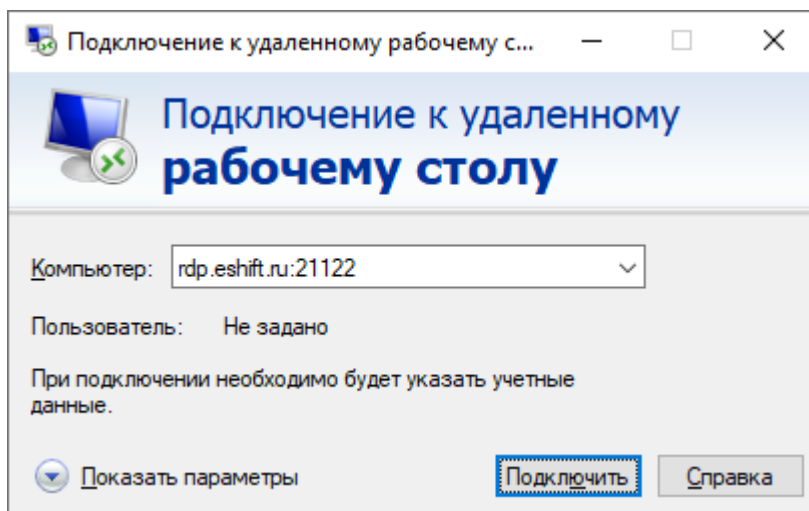 Подключение к удаленному рабочему с...
Подключение к удаленному
рабочему столу
Компьютер: rdp.eshift.ru:21122
Пользователь: Не задано
При подключении необходимо будет указать учетные
данные.
Показать параметры Подключить Справка